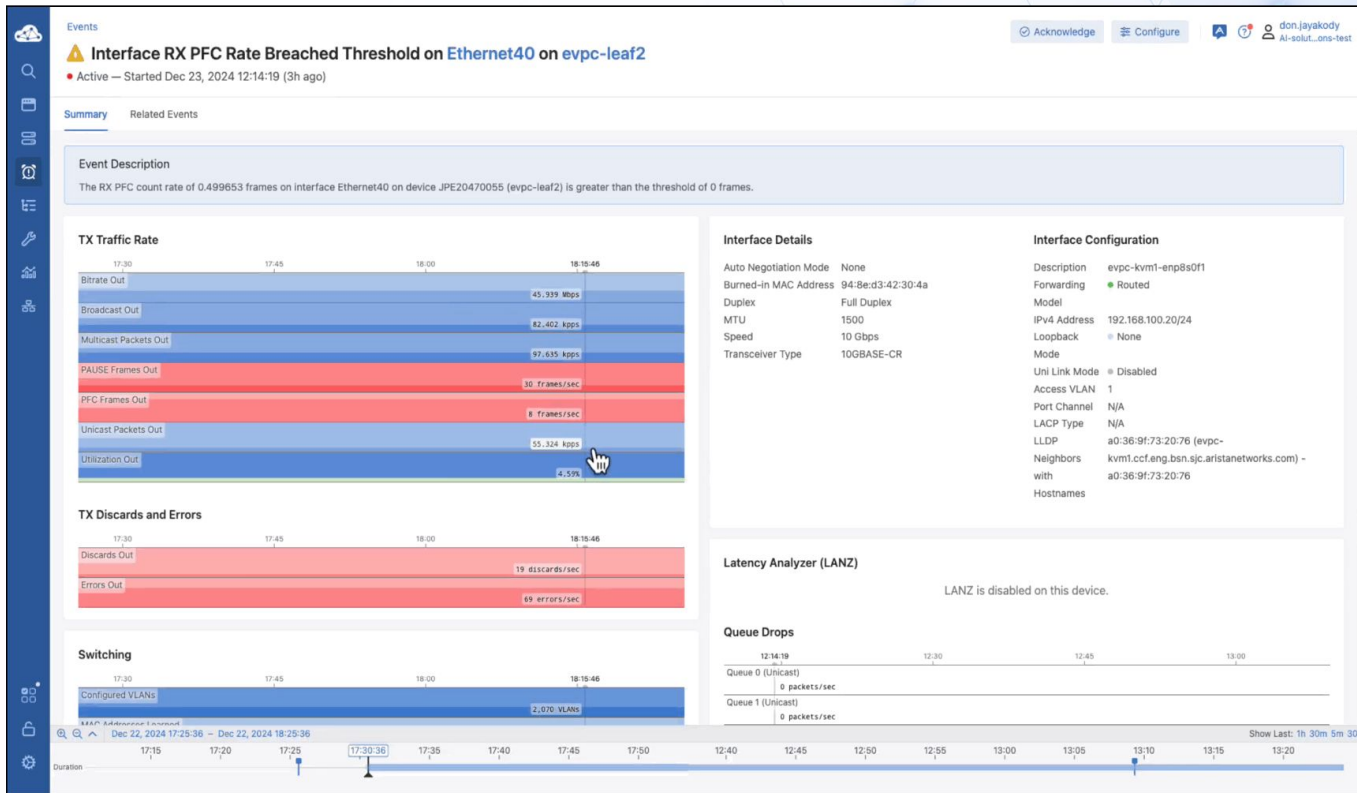 Events
Interface RX PFC Rate Breached Threshold on Ethernet40 on evpc-leaf2
Active — Started Dec 23, 2024 12:14:19 (3h ago)
Acknowledge
Configure
don.jayakody
AI-solut...ons-test
Summary
Related Events
Event Description
The RX PFC count rate of 0.499653 frames on interface Ethernet40 on device JPE20470055 (evpc-leaf2) is greater than the threshold of 0 frames.
TX Traffic Rate
17:30 17:45 18:00 18:15:46
Bitrate Out
45.939 Mbps
Broadcast Out
82.402 kpps
Multicast Packets Out
97.635 kpps
PAUSE Frames Out
30 frames/sec
PFC Frames Out
8 frames/sec
Unicast Packets Out
55.324 kpps
Utilization Out
4.59%
TX Discards and Errors
17:30 17:45 18:00 18:15:46
Discards Out
19 discards/sec
Errors Out
69 errors/sec
Switching
17:30 17:45 18:00 18:15:46
Configured VLANs
2,070 VLANs
MAC Addresses Learned
Interface Details
Auto Negotiation Mode None
Burned-in MAC Address 94:8e:d3:42:30:4a
Duplex Full Duplex
MTU 1500
Speed 10 Gbps
Transceiver Type 10GBASE-CR
Interface Configuration
Description evpc-kvm1-enp8s0f1
Forwarding Routed
Model
IPv4 Address 192.168.100.20/24
Loopback None
Mode
Uni Link Mode Disabled
Access VLAN 1
Port Channel N/A
LACP Type N/A
LLDP a0:36:9f:73:20:76 (evpc-
Neighbors kvm1.ccf.eng.bsn.sjc.aristanetworks.com) -
with a0:36:9f:73:20:76
Hostnames
Latency Analyzer (LANZ)
LANZ is disabled on this device.
Queue Drops
12:14:19 12:30 12:45 13:00
Queue 0 (Unicast)
0 packets/sec
Queue 1 (Unicast)
0 packets/sec
Dec 22, 2024 17:25:36 – Dec 22, 2024 18:25:36
Show Last: 1h 30m 5m 30
17:15 17:20 17:25 17:30:36 17:35 17:40 17:45 17:50 12:40 12:45 12:50 12:55 13:00 13:05 13:10 13:15 13:20
Duration